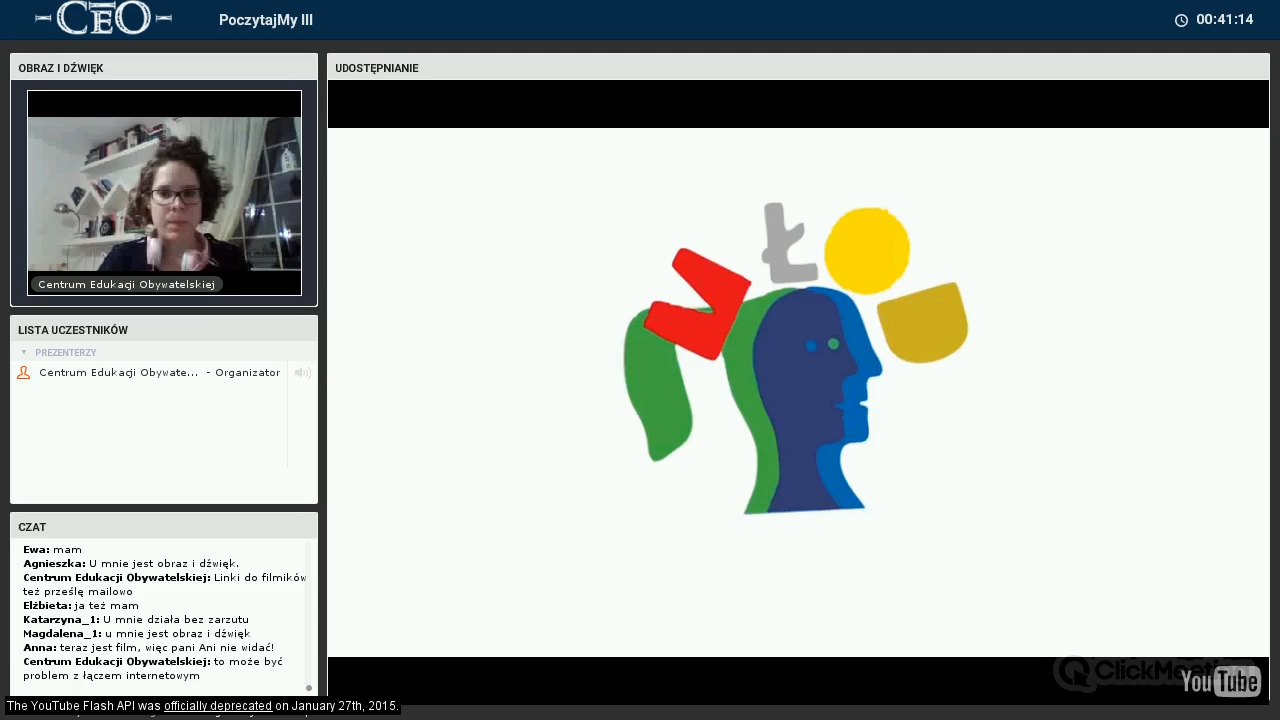 CEO
PoczytajMy III
00:41:14
OBRAZ I DŹWIĘK
UDOSTĘPNIANIE
Centrum Edukacji Obywatelskiej
LISTA UCZESTNIKÓW
PREZENTERZY
Centrum Edukacji Obywate... - Organizator
CZAT
Ewa: mam
Agnieszka: U mnie jest obraz i dźwięk.
Centrum Edukacji Obywatelskiej: Linki do filmików
też prześlę mailowo
Elżbieta: ja też mam
Katarzyna_1: U mnie działa bez zarzutu
Magdalena_1: u mnie jest obraz i dźwięk
Anna: teraz jest film, więc pani Ani nie widać!
Centrum Edukacji Obywatelskiej: to może być
problem z łączem internetowym
ClickMeeting
YouTube
The YouTube Flash API was officially deprecated on January 27th, 2015.